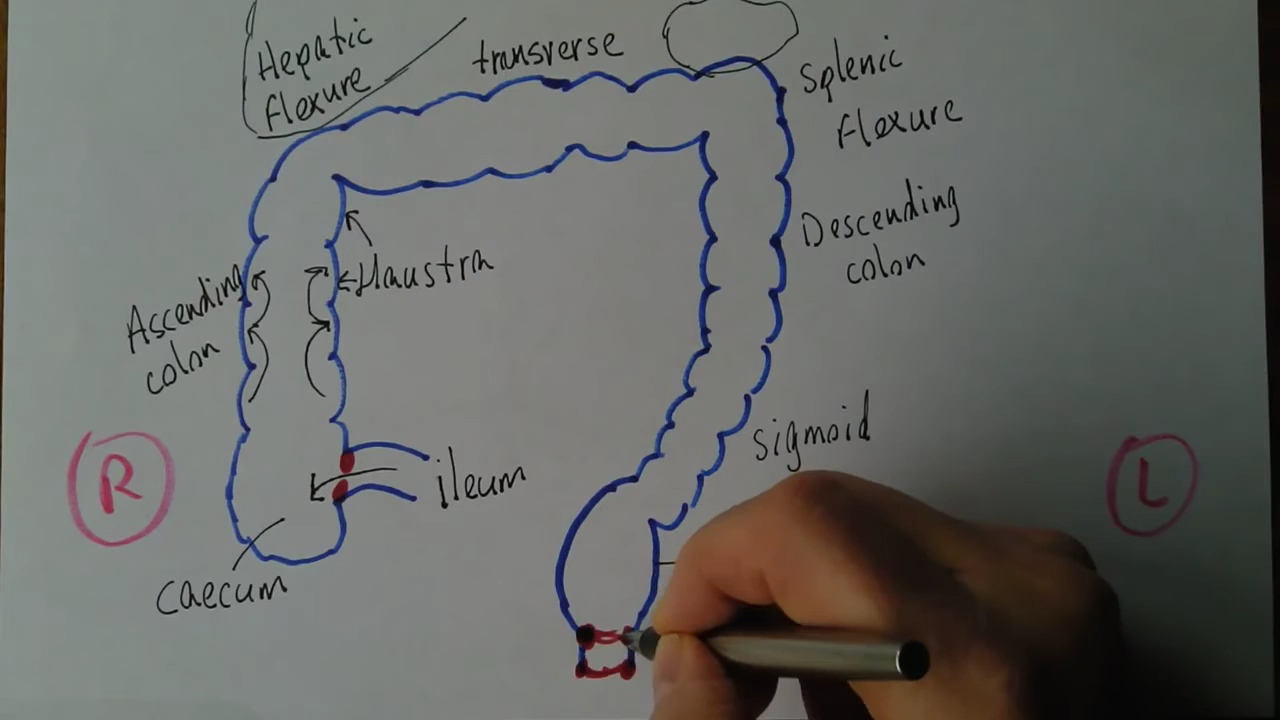 Hepatic
flexure
transverse
Splenic
flexure
Descending
colon
Haustra
Ascending
colon
sigmoid
R
ileum
L
caecum